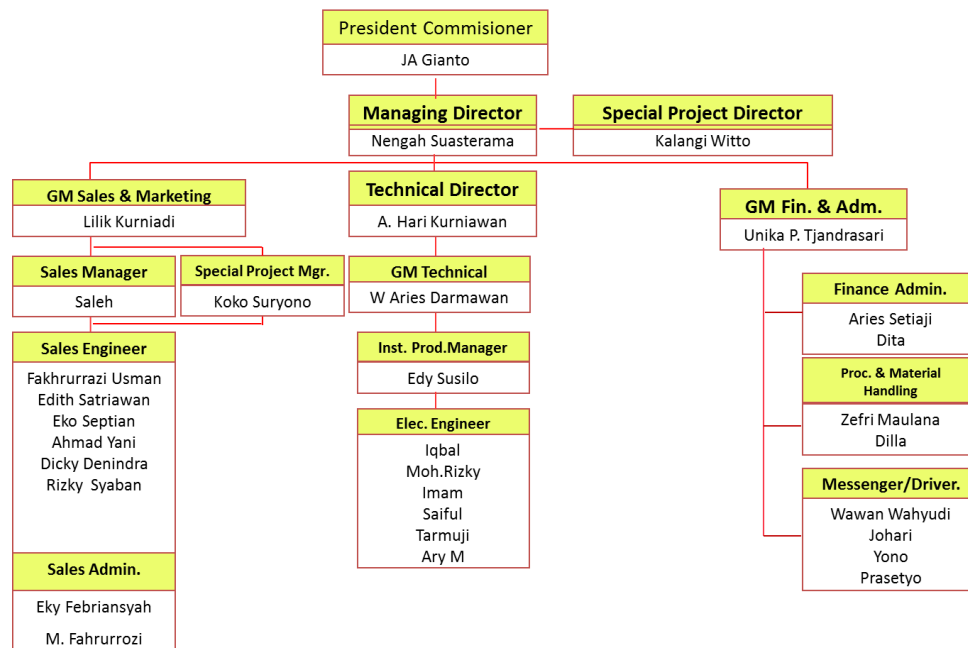 President Commisioner
JA Gianto
Managing Director
Nengah Suasterama
Special Project Director
Kalangi Witto
GM Sales & Marketing
Lilik Kurniadi
Technical Director
A. Hari Kurniawan
GM Fin. & Adm.
Unika P. Tjandrasari
Sales Manager
Saleh
Special Project Mgr.
Koko Suryono
GM Technical
W Aries Darmawan
Finance Admin.
Aries Setiaji
Dita
Sales Engineer
Fakhrurrazi Usman
Edith Satriawan
Eko Septian
Ahmad Yani
Dicky Denindra
Rizky Syaban
Inst. Prod.Manager
Edy Susilo
Proc. & Material
Handling
Zefri Maulana
Dilla
Elec. Engineer
Iqbal
Moh.Rizky
Imam
Saiful
Tarmuji
Ary M
Messenger/Driver.
Wawan Wahyudi
Johari
Yono
Prasetyo
Sales Admin.
Eky Febriansyah
M. Fahrurrozi